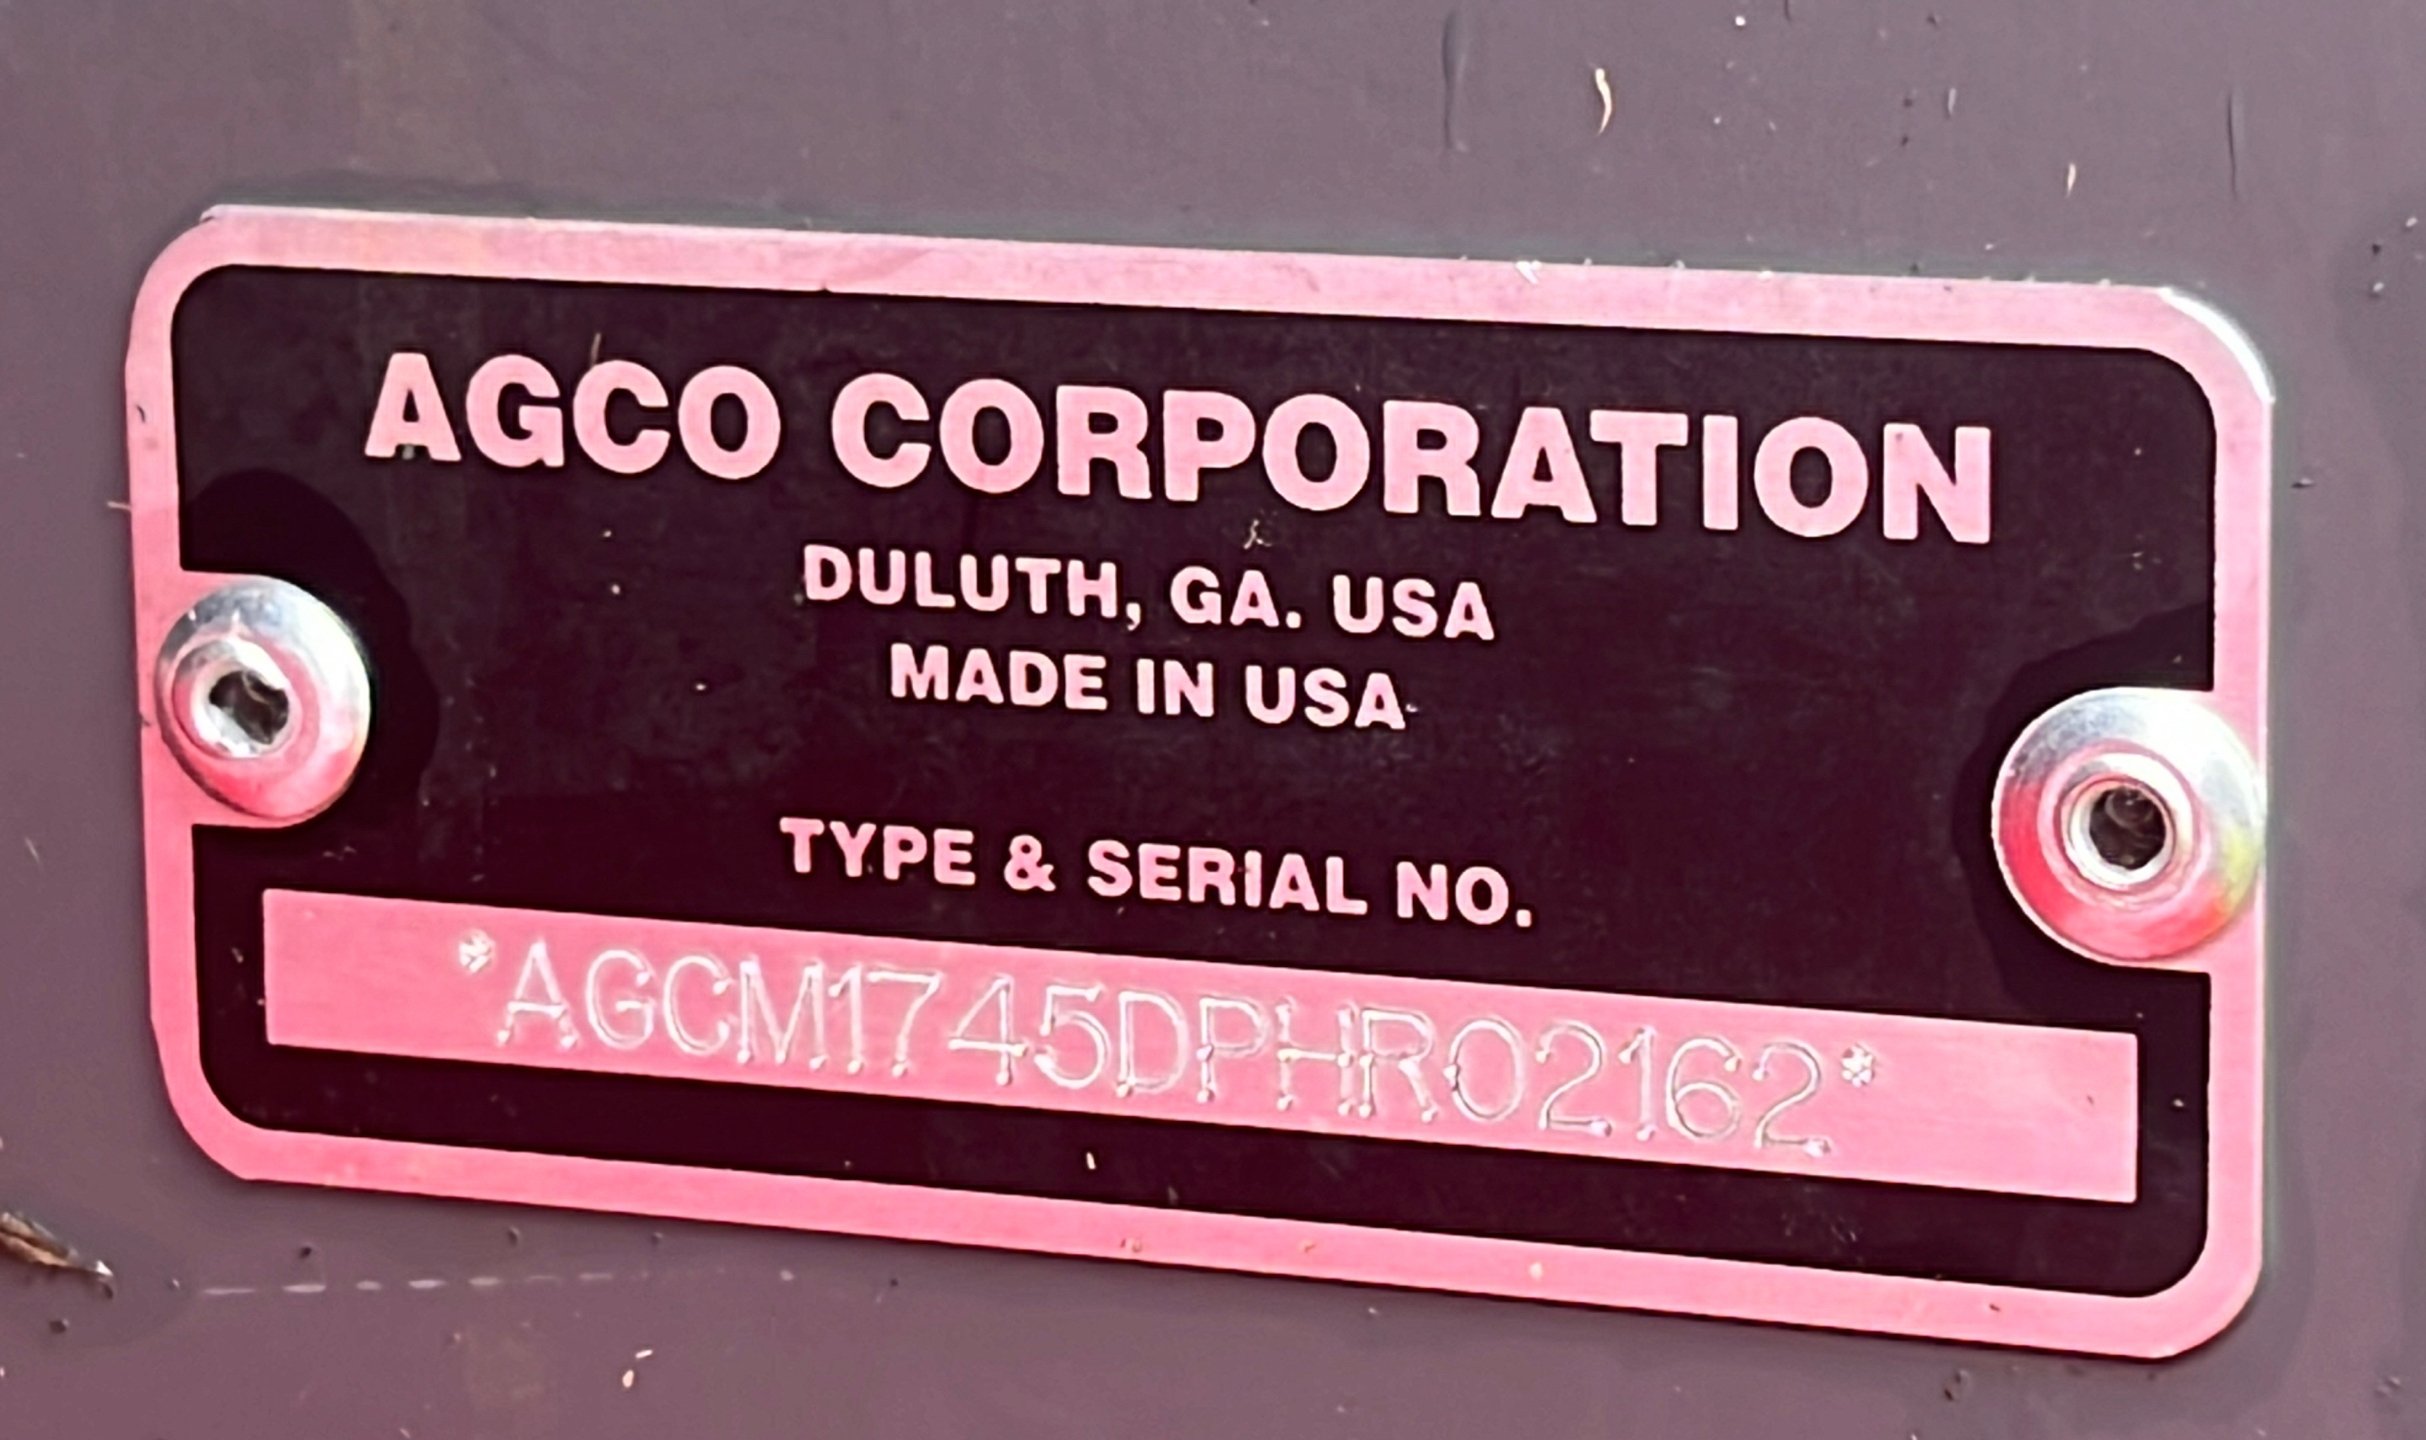 AGCO CORPORATION
DULUTH, GA. USA
MADE IN USA
TYPE & SERIAL NO.
*AGCM1745DPHR02162*